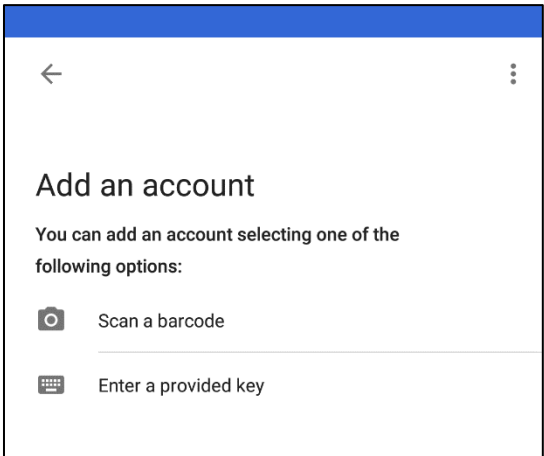 Add an account
You can add an account selecting one of the
following options:
Scan a barcode
Enter a provided key